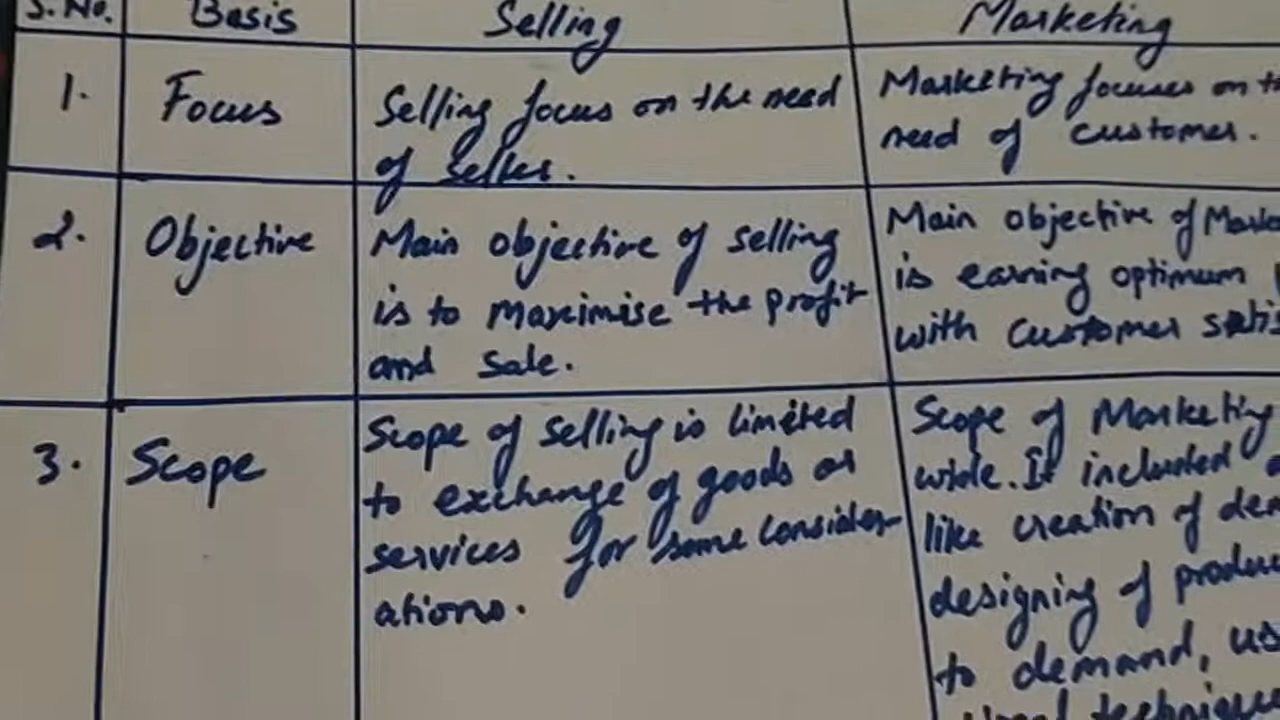 S.No. Basis Selling Marketing
1. Focus
Selling focus on the need
of seller.
Marketing focuses on
need of customer.
2. Objective
Main objective of selling
is to maximise the profit
and sale.
Main objective of
is earning optimum
with customer
3. Scope
Scope of selling is limited
to exchange of goods or
services for some consider-
ations.
Scope of Marketing
wide. It included
like creation of
designing of
to demand,